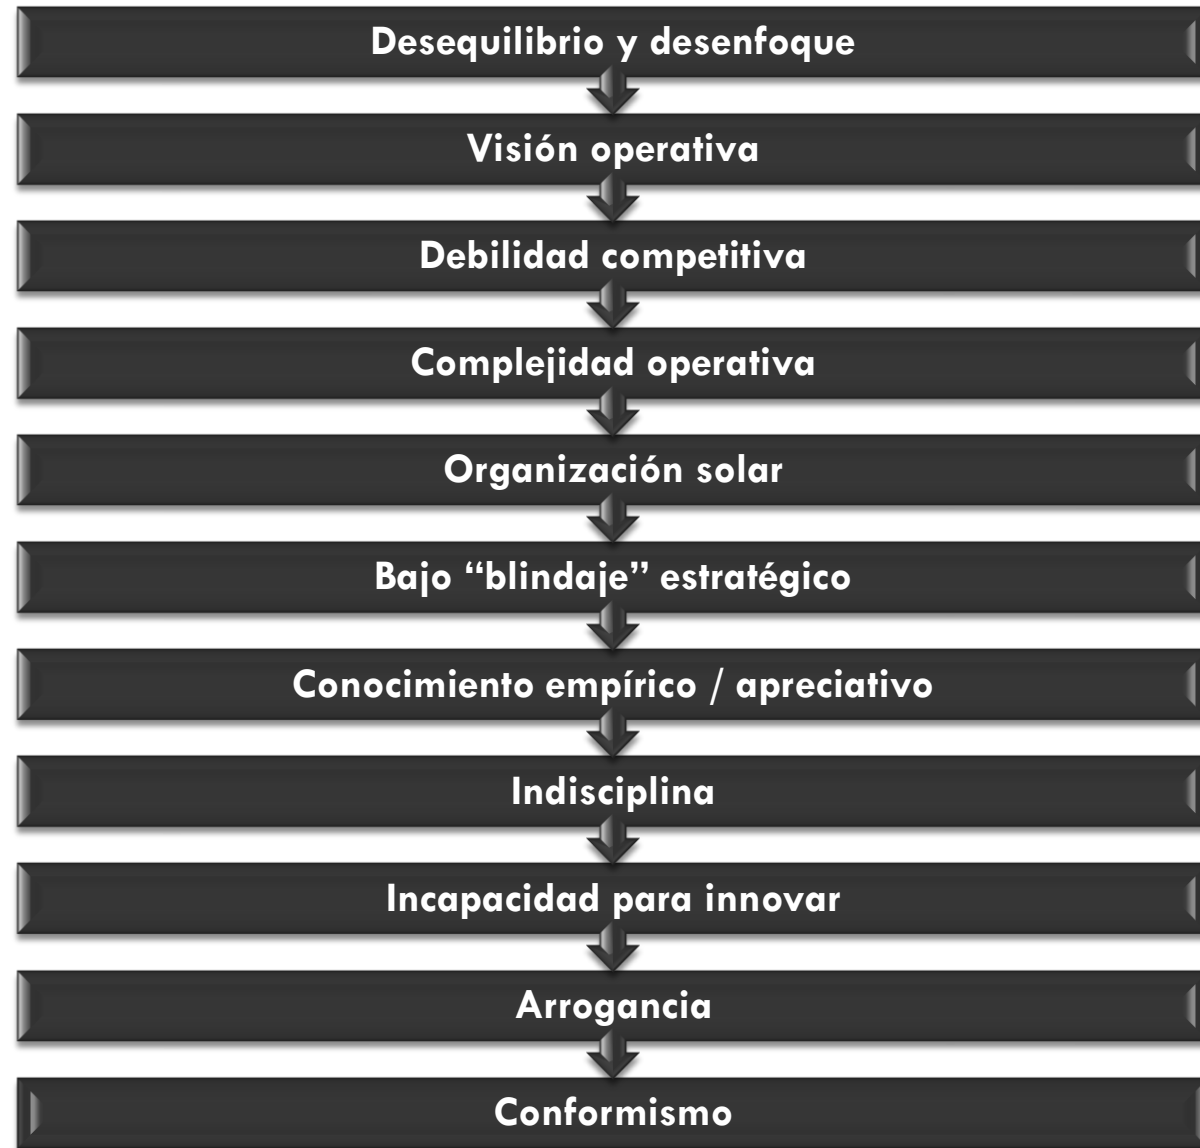 Desequilibrio y desenfoque
Visión operativa
Debilidad competitiva
Complejidad operativa
Organización solar
Bajo “blindaje” estratégico
Conocimiento empírico / apreciativo
Indisciplina
Incapacidad para innovar
Arrogancia
Conformismo